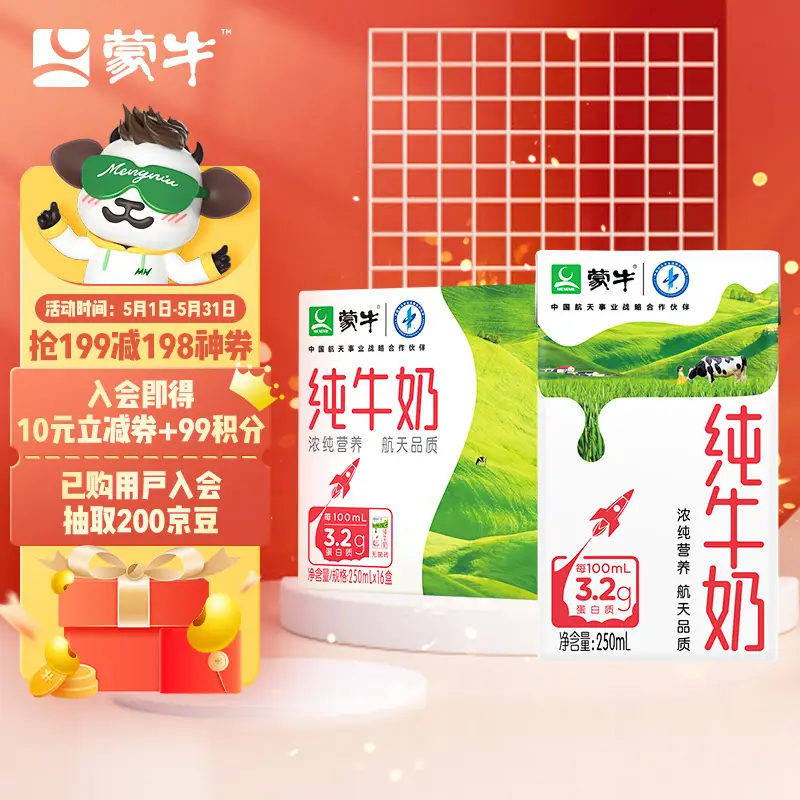 蒙牛™
Mengniu
MN
活动时间：5月1日-5月31日
抢199减198神券
入会即得
10元立减券+99积分
已购用户入会
抽取200京豆
蒙牛
中国航天事业战略合作伙伴
纯牛奶
浓纯营养 航天品质
每100mL
3.2g
蛋白质
净含量/规格:250mL×16盒
蒙牛
中国航天事业战略合作伙伴
纯牛奶
浓纯营养 航天品质
每100mL
3.2g
蛋白质
净含量:250mL